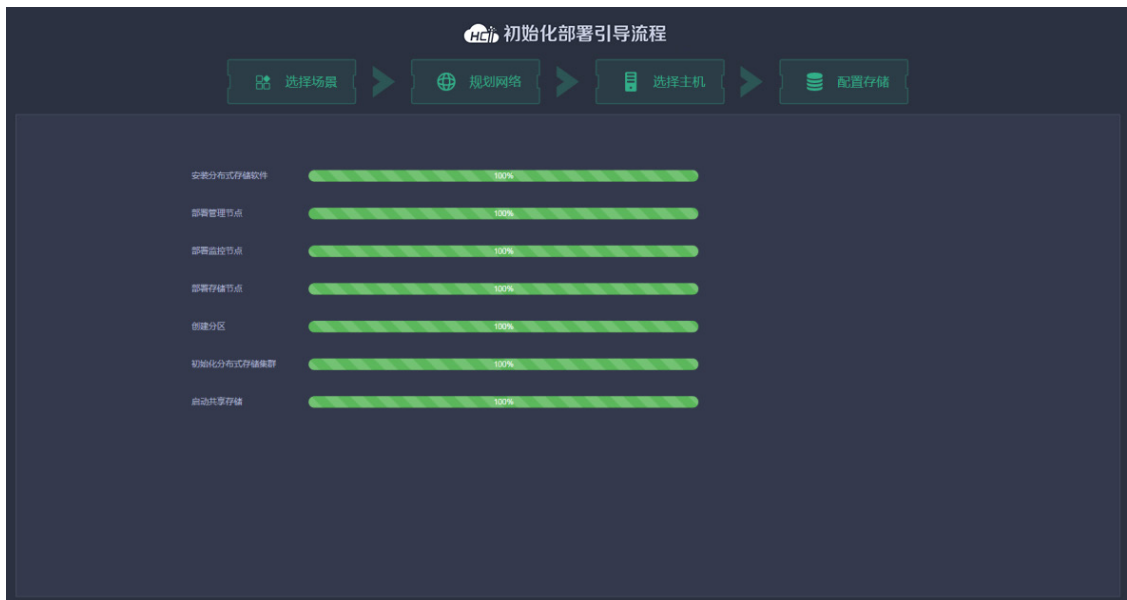 HCI 初始化部署引导流程
选择场景
规划网络
选择主机
配置存储
安装分布式存储软件 100%
部署管理节点 100%
部署监控节点 100%
部署存储节点 100%
创建分区 100%
初始化分布式存储集群 100%
启动共享存储 100%